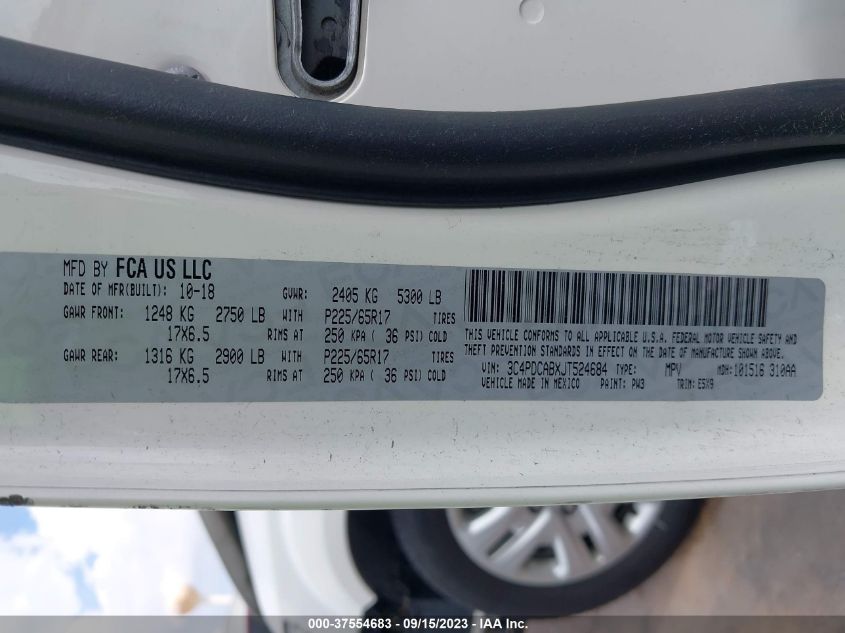 MFD BY FCA US LLC
DATE OF MFR(BUILT): 10-18 GVWR: 2405 KG 5300 LB
GAWR FRONT: 1248 KG 2750 LB WITH P225/65R17 TIRES
17X6.5 RIMS AT 250 KPA ( 36 PSI) COLD
GAWR REAR: 1316 KG 2900 LB WITH P225/65R17 TIRES
17X6.5 RIMS AT 250 KPA ( 36 PSI) COLD
THIS VEHICLE CONFORMS TO ALL APPLICABLE U.S.A. FEDERAL MOTOR VEHICLE SAFETY AND
THEFT PREVENTION STANDARDS IN EFFECT ON THE DATE OF MANUFACTURE SHOWN ABOVE.
VIN: 3C4PDCABXJT524684 TYPE: MPV MDH: 101516 310AA
VEHICLE MADE IN MEXICO PAINT: PW3 TRIM: E5X9
000-37554683 - 09/15/2023 - IAA Inc.